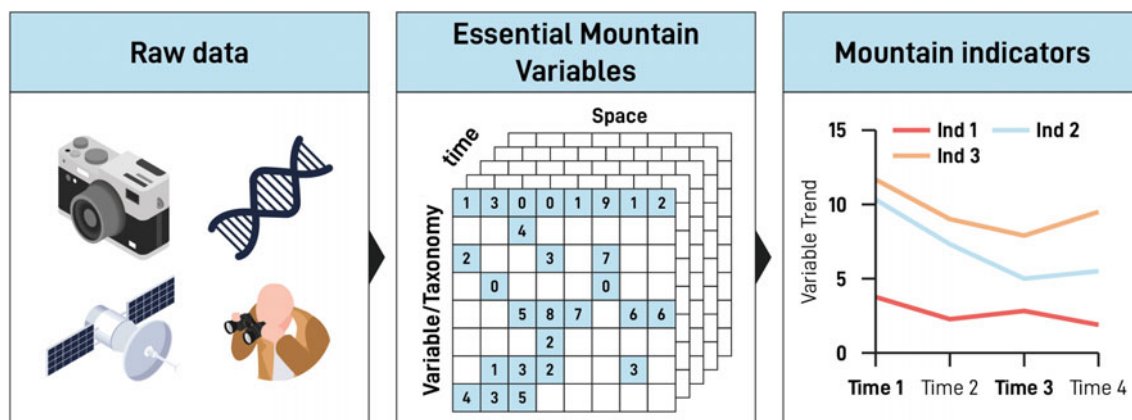 Raw data
Essential Mountain
Variables
Mountain indicators
Space
time
Variable/Taxonomy
1 3 0 0 1 9 1 2
4
2 3 7
0 0
5 8 7 6 6
2
1 3 2 3
4 3 5
Variable Trend
15
10
5
0
Ind 1 Ind 2
Ind 3
Time 1 Time 2 Time 3 Time 4